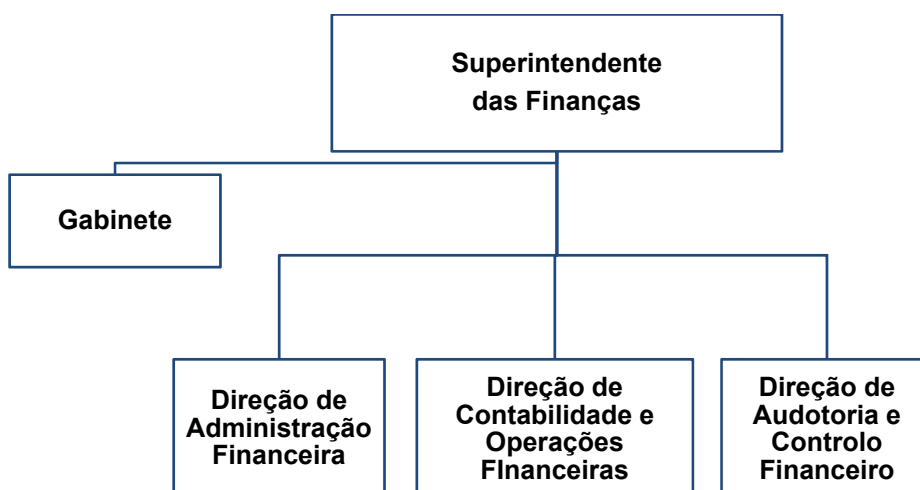 Superintendente
das Finanças
Gabinete
Direção de
Administração
Financeira
Direção de
Contabilidade e
Operações
FInanceiras
Direção de
Audotoria e
Controlo
Financeiro